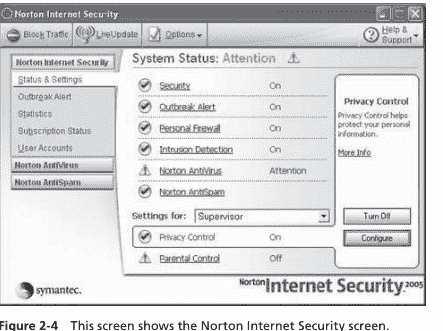 Norton Internet Security
Block Traffic LiveUpdate Options Help & Support
Norton Internet Security
Status & Settings
Outbreak Alert
Statistics
Subscription Status
User Accounts
Norton AntiVirus
Norton AntiSpam
System Status: Attention
Security On
Outbreak Alert On
Personal Firewall On
Intrusion Detection On
Norton AntiVirus Attention
Norton AntiSpam
Settings for: Supervisor
Privacy Control On
Parental Control Off
Privacy Control
Privacy Control helps
protect your personal
information.
More Info
Turn Off
Configure
symantec.
Norton Internet Security 2005
Figure 2-4 This screen shows the Norton Internet Security screen.